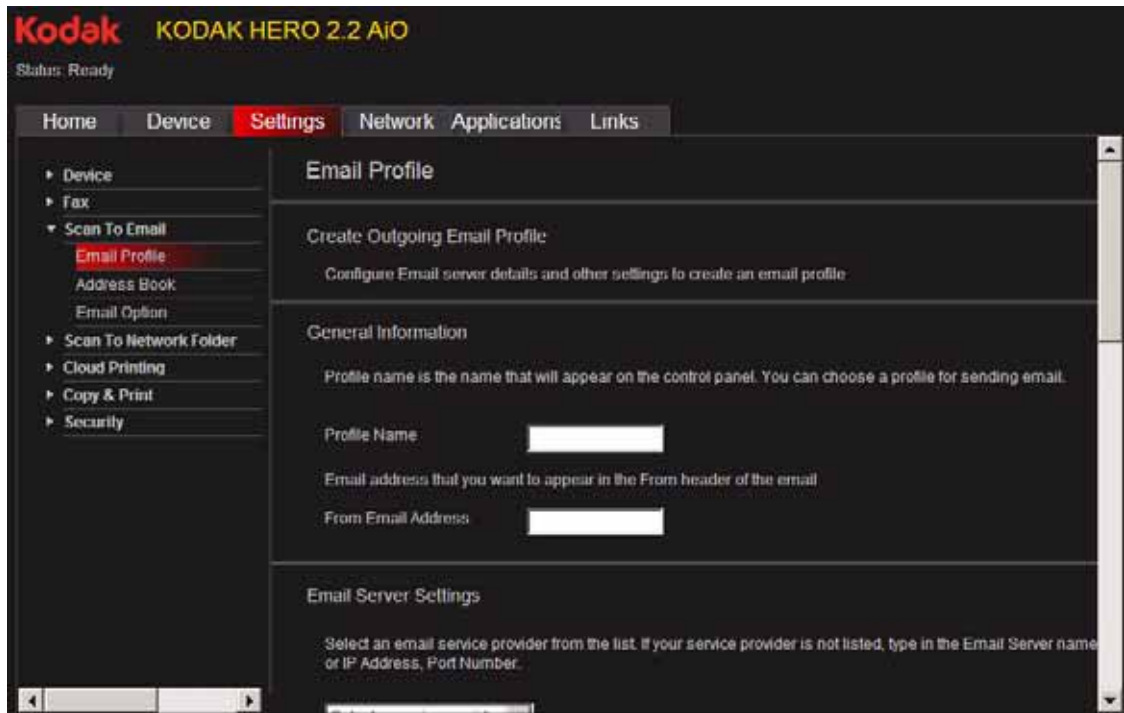 Kodak KODAK HERO 2.2 AiO
Status: Ready
Home Device Settings Network Applications Links
Device
Fax
Scan To Email
Email Profile
Address Book
Email Option
Scan To Network Folder
Cloud Printing
Copy & Print
Security
Email Profile
Create Outgoing Email Profile
Configure Email server details and other settings to create an email profile
General Information
Profile name is the name that will appear on the control panel. You can choose a profile for sending email.
Profile Name
Email address that you want to appear in the From header of the email
From Email Address
Email Server Settings
Select an email service provider from the list. If your service provider is not listed, type in the Email Server name
or IP Address, Port Number.